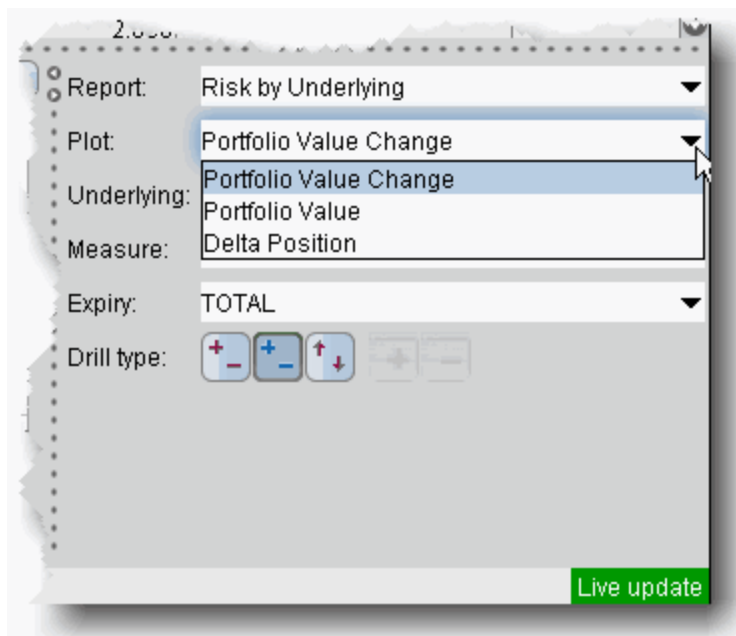 Report: Risk by Underlying
Plot: Portfolio Value Change
Portfolio Value Change
Underlying:
Portfolio Value
Measure:
Delta Position
Expiry: TOTAL
Drill type:
Live update